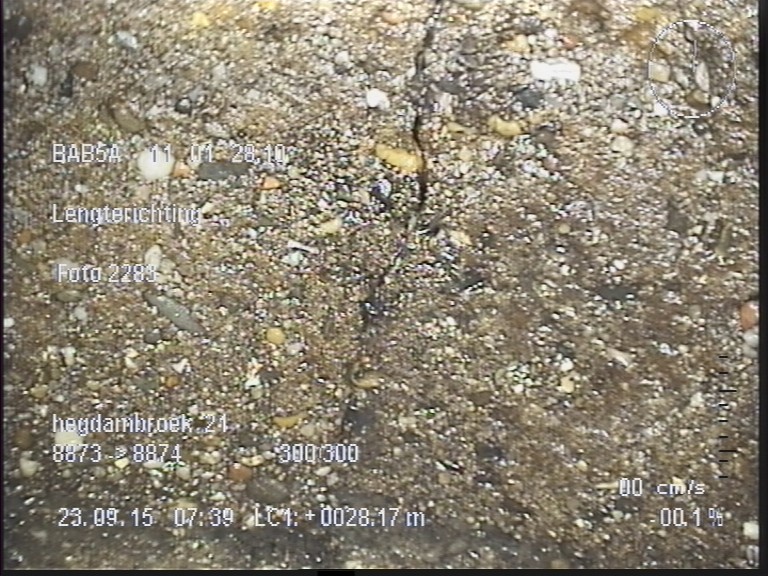 BAB5A 11 01 28,10
Lengterichting
Foto 2283
hegdambroek 21
8873 -> 8874 300/300
00 cm/s
23.09.15 07:39 LC1: +0028.17 m -00.1 %